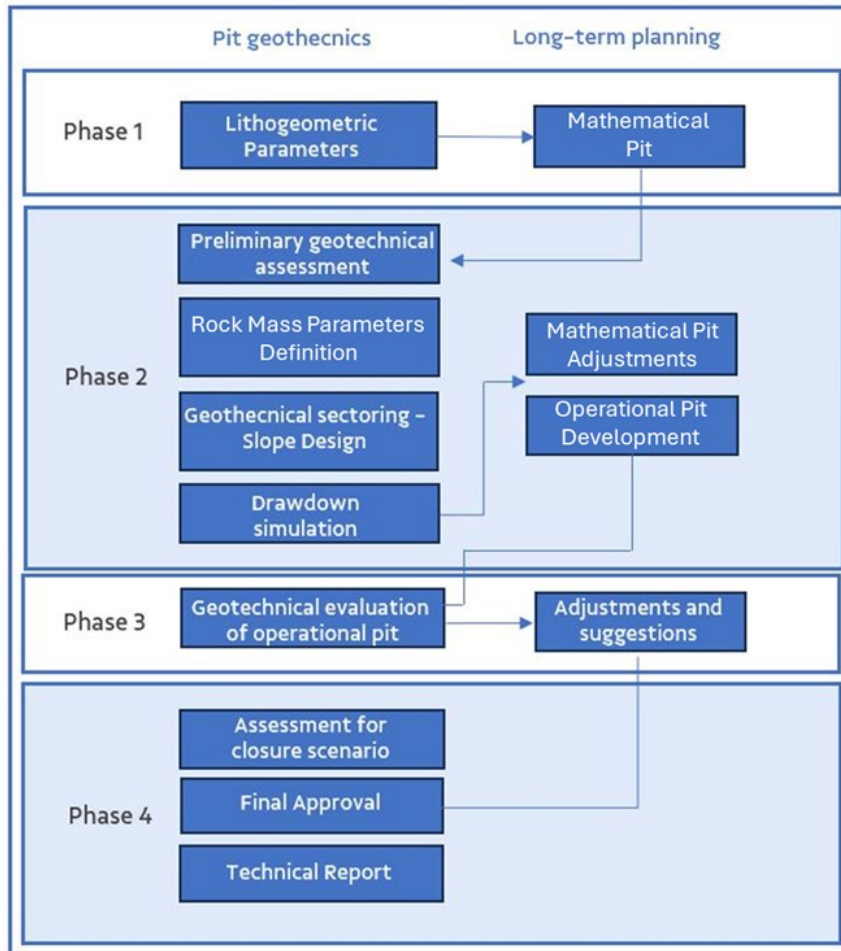 Pit geothecnics
Long-term planning
Phase 1
Lithogeometric
Parameters
Mathematical
Pit
Phase 2
Preliminary geotechnical
assessment
Rock Mass Parameters
Definition
Geothecnical sectoring –
Slope Design
Drawdown
simulation
Mathematical Pit
Adjustments
Operational Pit
Development
Phase 3
Geotechnical evaluation
of operational pit
Adjustments and
suggestions
Phase 4
Assessment for
closure scenario
Final Approval
Technical Report